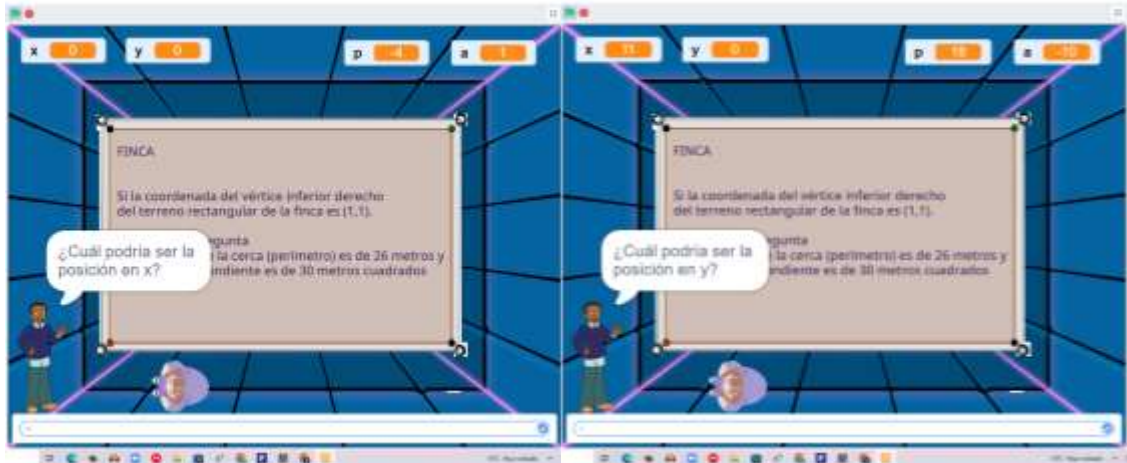 x 0 y 0 p -4 a 1
FINCA
Si la coordenada del vértice inferior derecho
del terreno rectangular de la finca es (1,1).
egunta
la cerca (perímetro) es de 26 metros y
ndiente es de 30 metros cuadrados
¿Cuál podría ser la
posición en x?
x 11 y 0 p 18 a -10
FINCA
Si la coordenada del vértice inferior derecho
del terreno rectangular de la finca es (1,1).
egunta
la cerca (perímetro) es de 26 metros y
ndiente es de 30 metros cuadrados
¿Cuál podría ser la
posición en y?